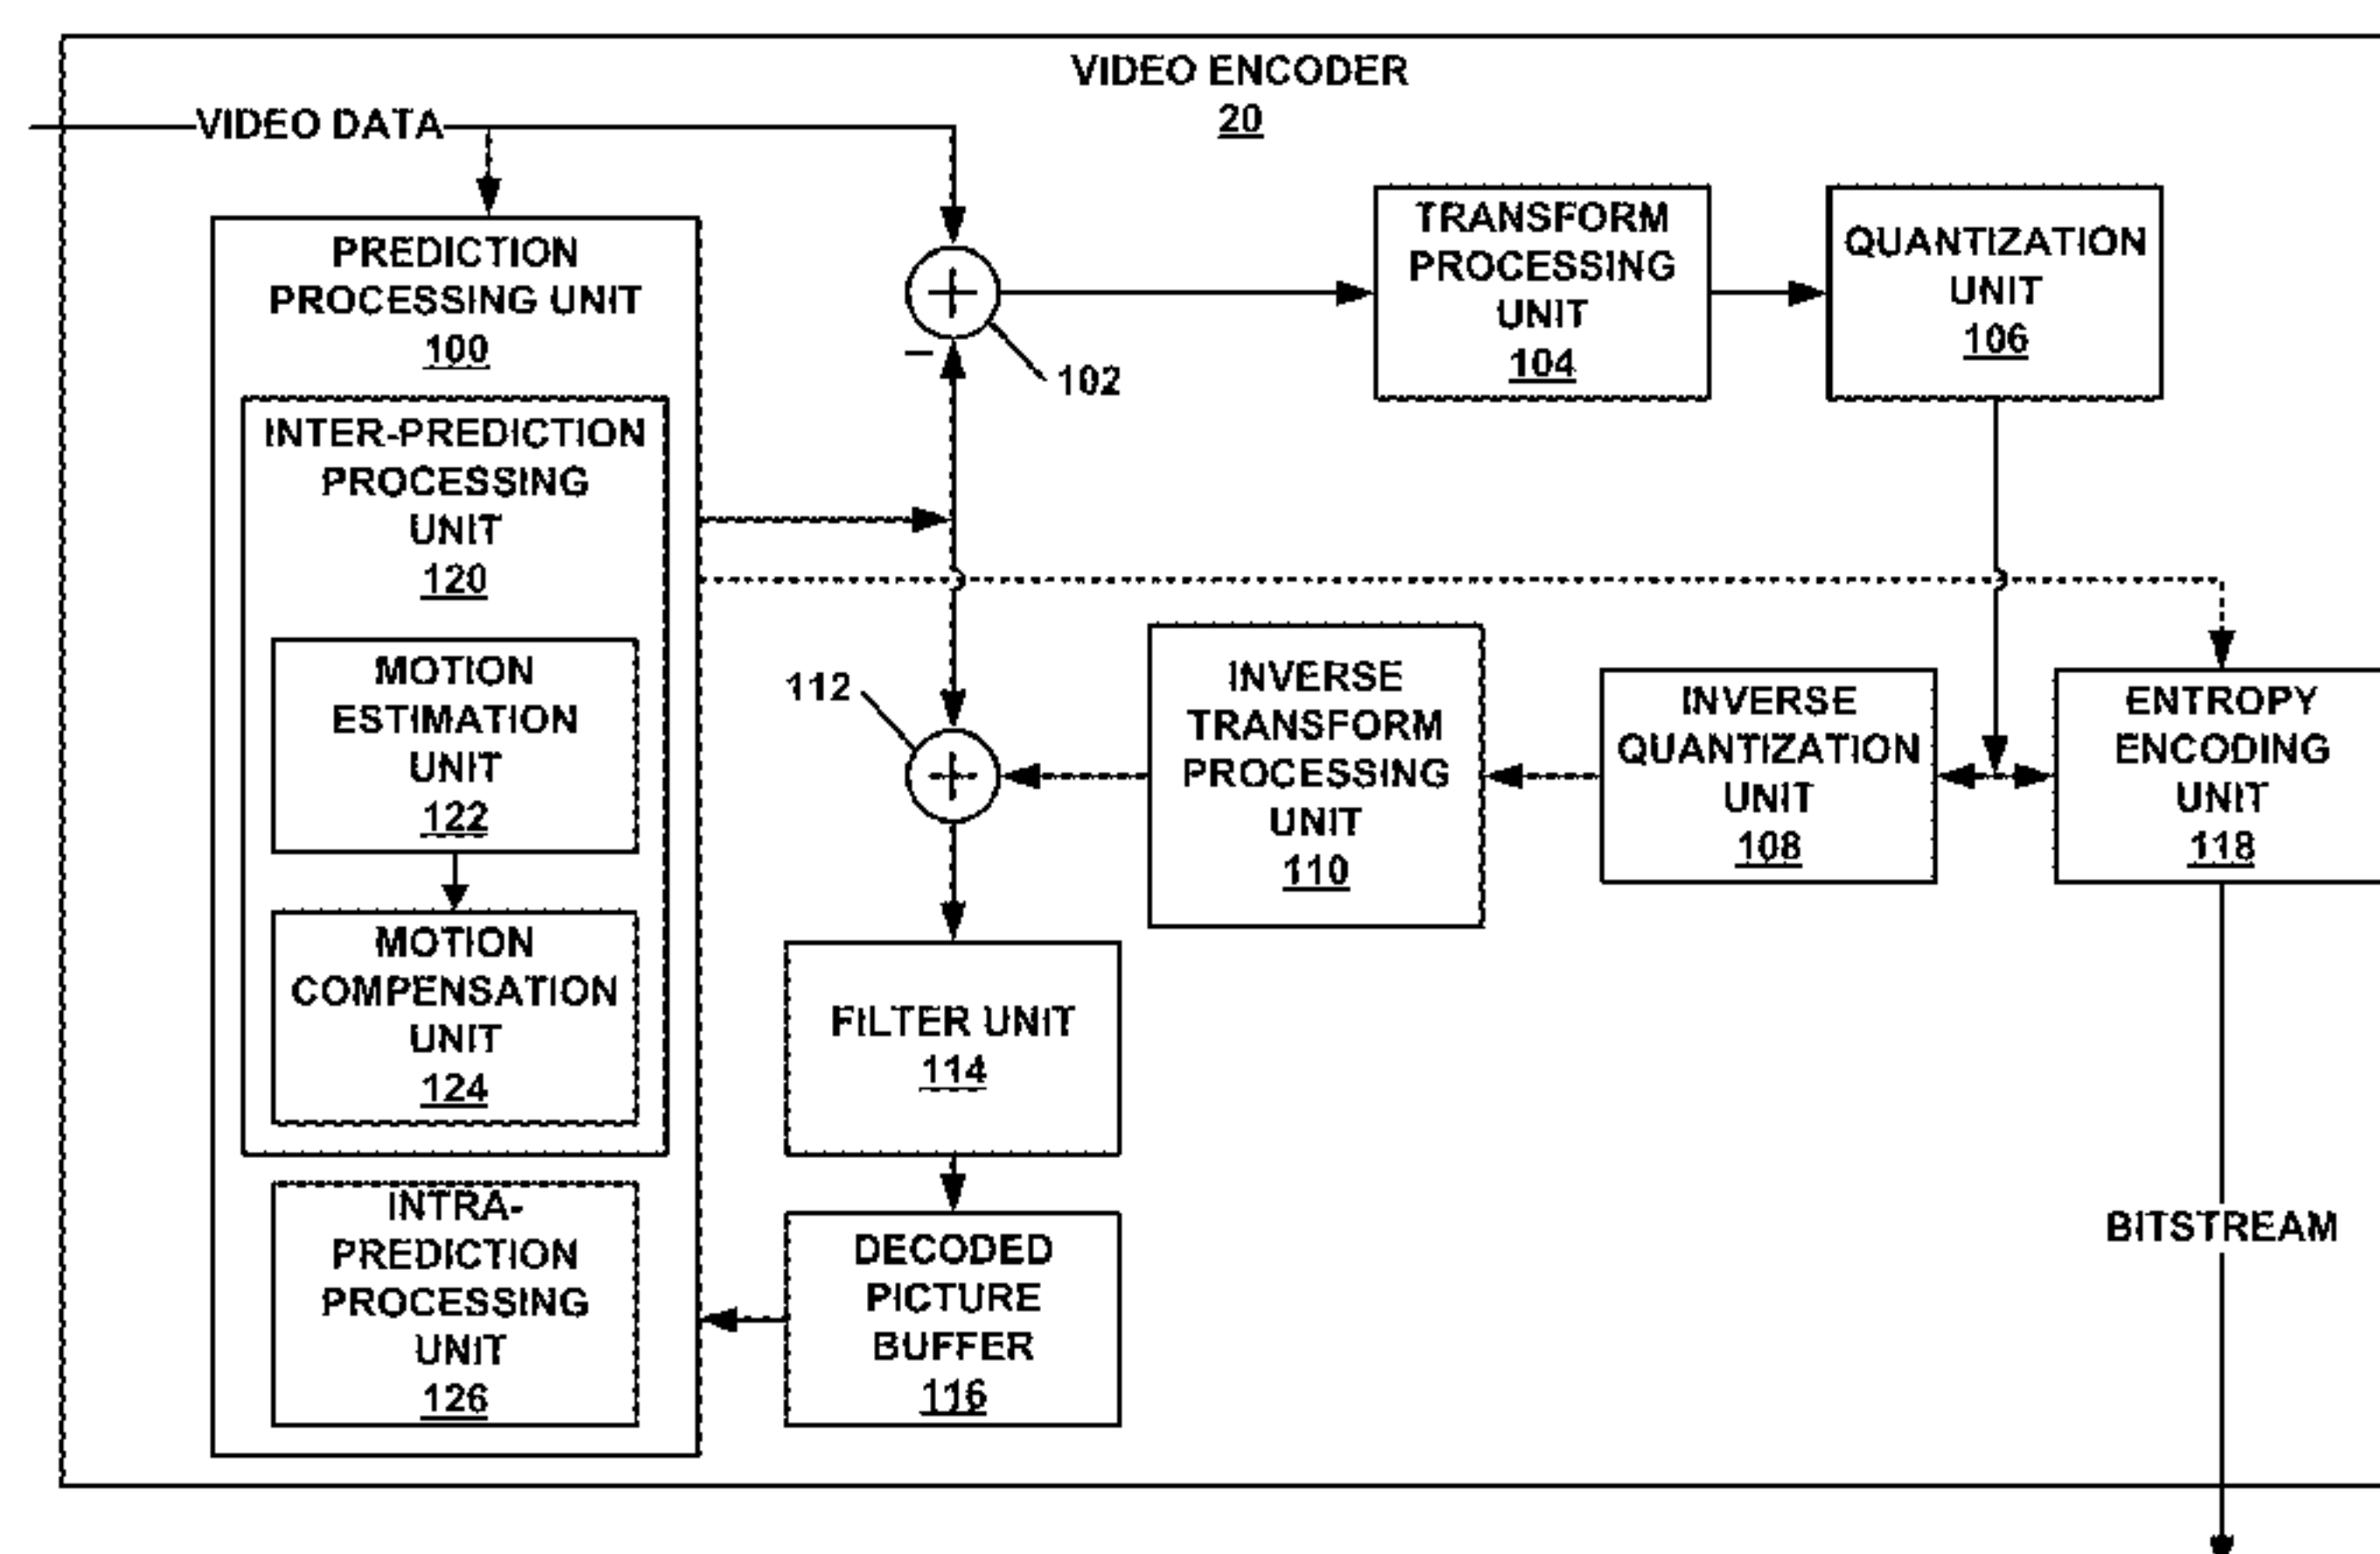 VIDEO ENCODER
20
VIDEO DATA
PREDICTION
PROCESSING UNIT
100
INTER-PREDICTION
PROCESSING
UNIT
120
MOTION
ESTIMATION
UNIT
122
MOTION
COMPENSATION
UNIT
124
INTRA-
PREDICTION
PROCESSING
UNIT
126
102
−
TRANSFORM
PROCESSING
UNIT
104
QUANTIZATION
UNIT
106
112
INVERSE
TRANSFORM
PROCESSING
UNIT
110
INVERSE
QUANTIZATION
UNIT
108
ENTROPY
ENCODING
UNIT
118
FILTER UNIT
114
DECODED
PICTURE
BUFFER
116
BITSTREAM